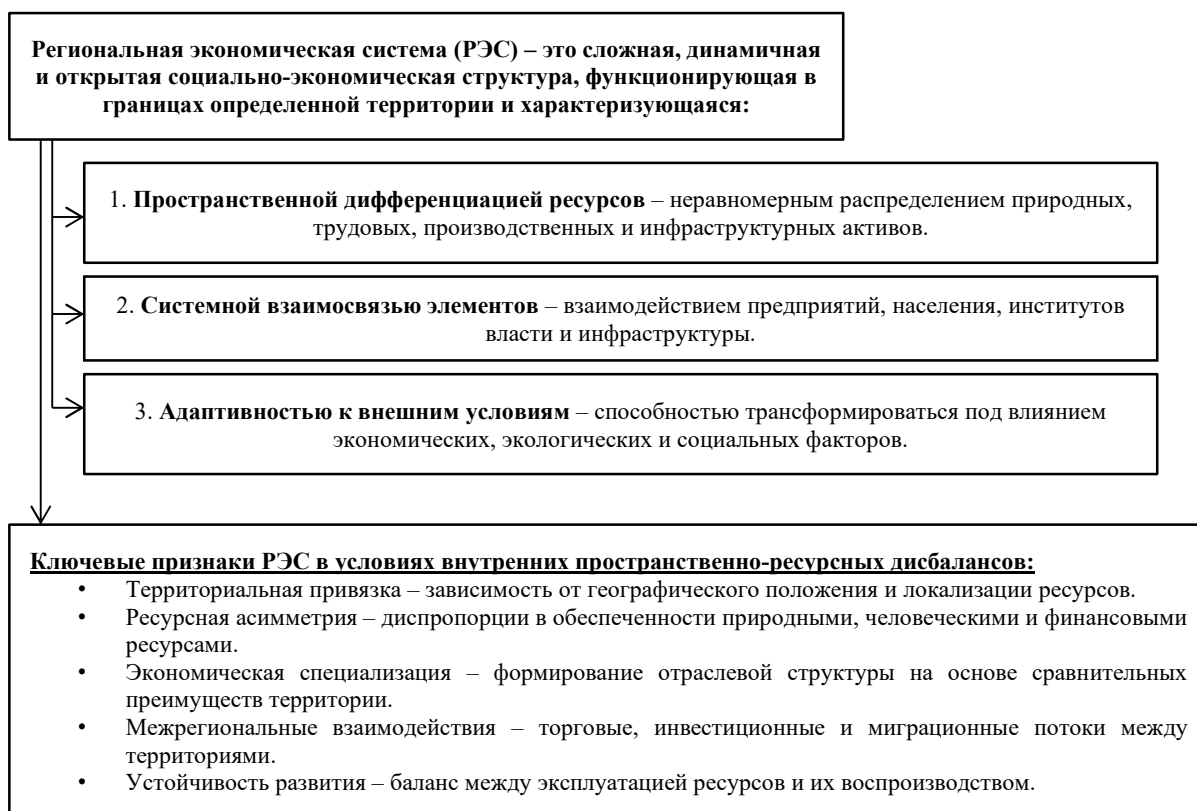 Региональная экономическая система (РЭС) – это сложная, динамичная
и открытая социально-экономическая структура, функционирующая в
границах определенной территории и характеризующаяся:
1. Пространственной дифференциацией ресурсов – неравномерным распределением природных,
трудовых, производственных и инфраструктурных активов.
2. Системной взаимосвязью элементов – взаимодействием предприятий, населения, институтов
власти и инфраструктуры.
3. Адаптивностью к внешним условиям – способностью трансформироваться под влиянием
экономических, экологических и социальных факторов.
Ключевые признаки РЭС в условиях внутренних пространственно-ресурсных дисбалансов:
• Территориальная привязка – зависимость от географического положения и локализации ресурсов.
• Ресурсная асимметрия – диспропорции в обеспеченности природными, человеческими и финансовыми
ресурсами.
• Экономическая специализация – формирование отраслевой структуры на основе сравнительных
преимуществ территории.
• Межрегиональные взаимодействия – торговые, инвестиционные и миграционные потоки между
территориями.
• Устойчивость развития – баланс между эксплуатацией ресурсов и их воспроизводством.